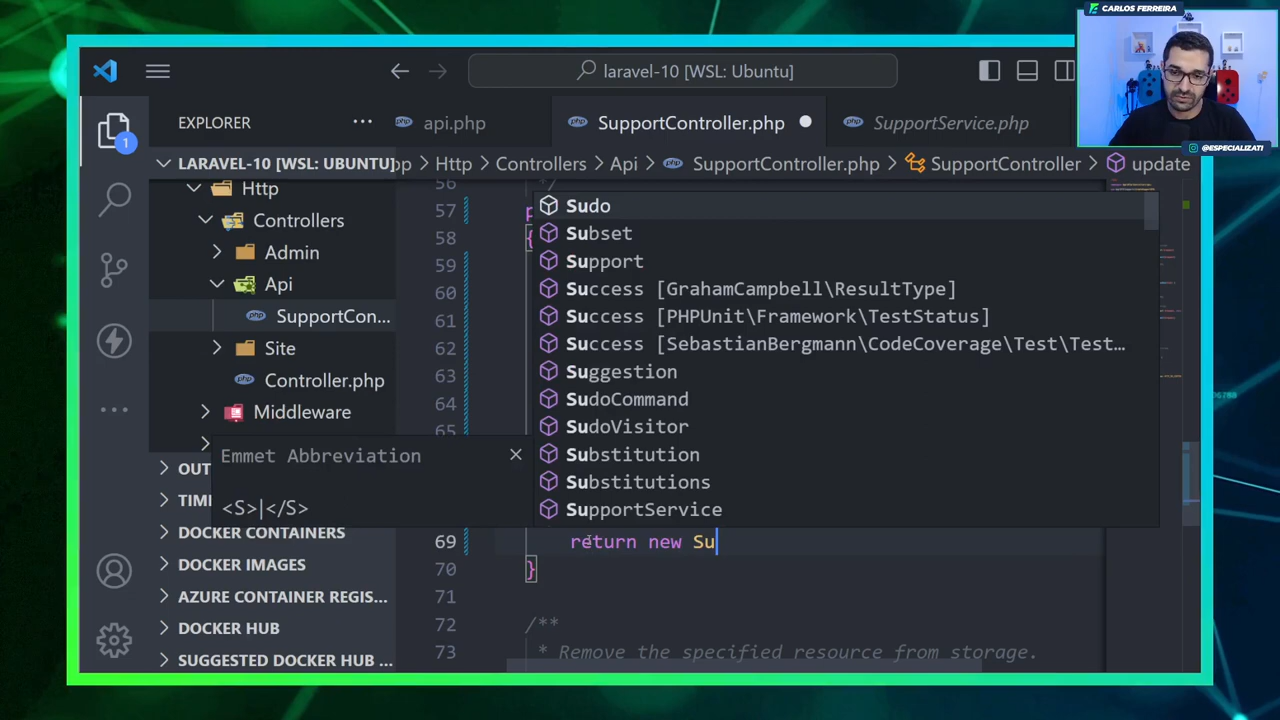 CARLOS FERREIRA
laravel-10 [WSL: Ubuntu]
EXPLORER
api.php
SupportController.php
SupportService.php
LARAVEL-10 [WSL: UBUNTU]
Http
Controllers
Api
SupportController.php
SupportController
update
@ESPECIALIZATI
1
Http
Controllers
Admin
Api
SupportCon...
Site
Controller.php
Middleware
Emmet Abbreviation
<S>|</S>
DOCKER CONTAINERS
DOCKER IMAGES
AZURE CONTAINER REGIS...
DOCKER HUB
SUGGESTED DOCKER HUB ...
56 */
57
58 {
59
60
61
62
63
64
65
Sudo
Subset
Support
Success [GrahamCampbell\ResultType]
Success [PHPUnit\Framework\TestStatus]
Success [SebastianBergmann\CodeCoverage\Test\Test…
Suggestion
SudoCommand
SudoVisitor
Substitution
Substitutions
SupportService
69 return new Su
70 }
71
72 /**
73 * Remove the specified resource from storage.